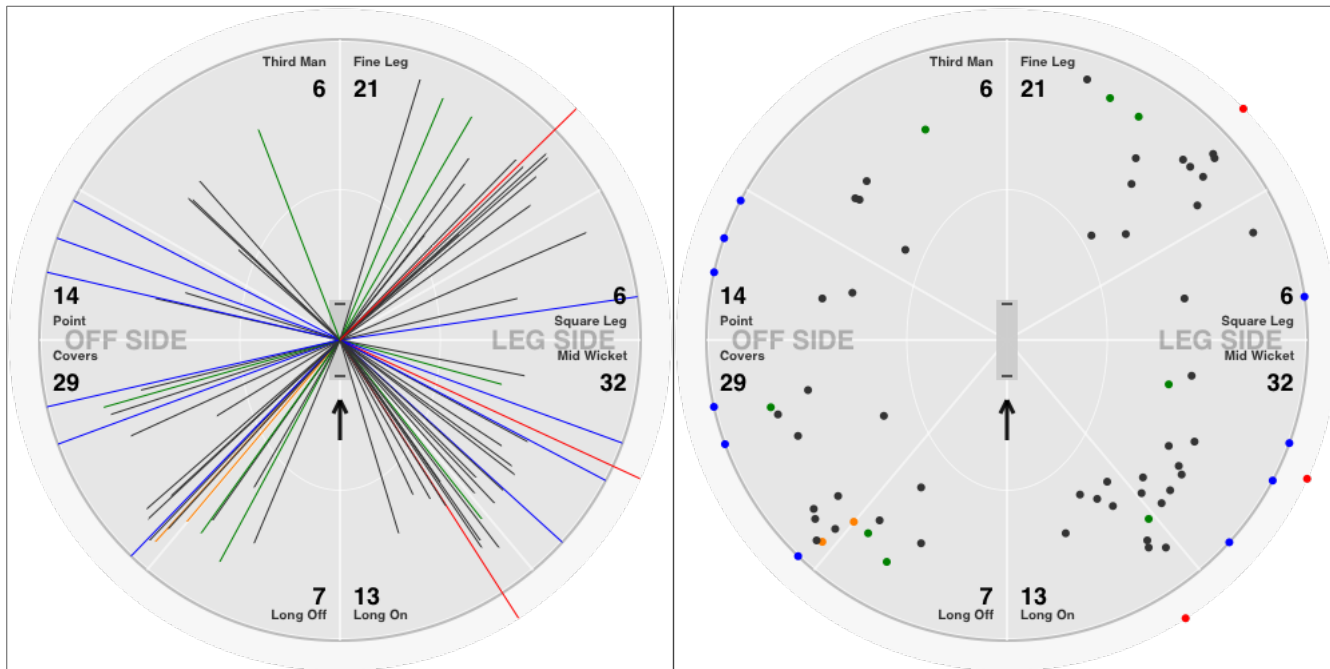 Third Man
Fine Leg
6
21
14
Point
OFF SIDE
Covers
29
6
Square Leg
LEG SIDE
Mid Wicket
32
7
Long Off
13
Long On
Third Man
Fine Leg
6
21
14
Point
OFF SIDE
Covers
29
6
Square Leg
LEG SIDE
Mid Wicket
32
7
Long Off
13
Long On